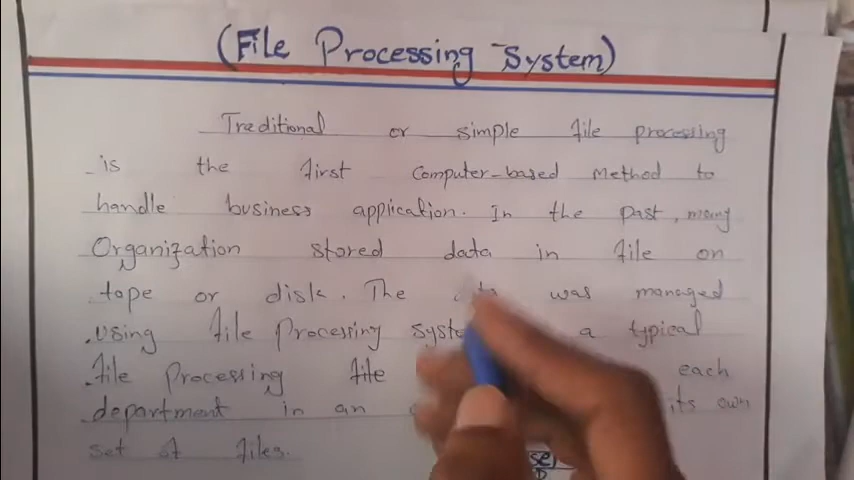 (File Processing System)
Traditional or simple file processing
is the first computer-based Method to
handle business application. In the past, many
Organization stored data in file on
tape or disk. The was managed
using file Processing a typical
file Processing file each
department in an its own
set of files.